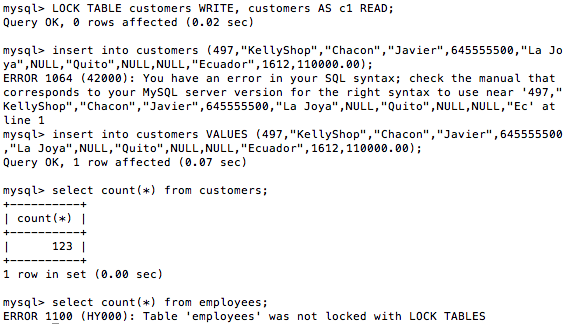 mysql> LOCK TABLE customers WRITE, customers AS c1 READ;
Query OK, 0 rows affected (0.02 sec)

mysql> insert into customers (497,"KellyShop","Chacon","Javier",645555500,"La Jo
ya",NULL,"Quito",NULL,NULL,"Ecuador",1612,110000.00);
ERROR 1064 (42000): You have an error in your SQL syntax; check the manual that
corresponds to your MySQL server version for the right syntax to use near '497,"
KellyShop","Chacon","Javier",645555500,"La Joya",NULL,"Quito",NULL,NULL,"Ec' at
line 1
mysql> insert into customers VALUES (497,"KellyShop","Chacon","Javier",645555500
,"La Joya",NULL,"Quito",NULL,NULL,"Ecuador",1612,110000.00);
Query OK, 1 row affected (0.07 sec)

mysql> select count(*) from customers;
+----------+
| count(*) |
+----------+
|      123 |
+----------+
1 row in set (0.00 sec)

mysql> select count(*) from employees;
ERROR 1100 (HY000): Table 'employees' was not locked with LOCK TABLES